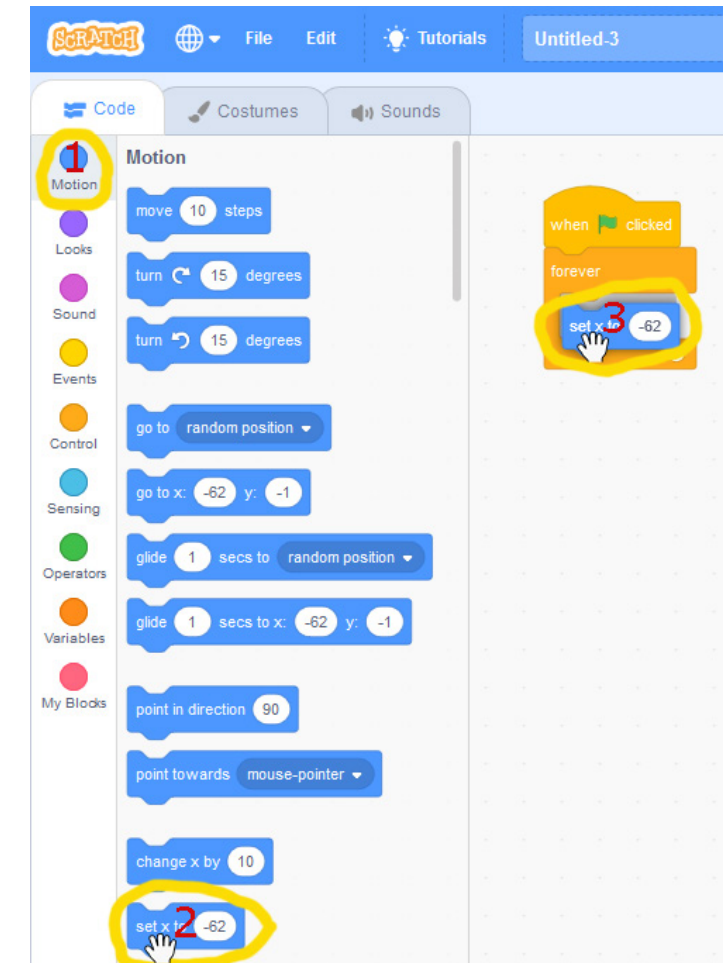 SCRATCH File Edit Tutorials Untitled-3
Code Costumes Sounds
1
Motion
Looks
Sound
Events
Control
Sensing
Operators
Variables
My Blocks
Motion
move 10 steps
turn 15 degrees
turn 15 degrees
go to random position
go to x: -62 y: -1
glide 1 secs to random position
glide 1 secs to x: -62 y: -1
point in direction 90
point towards mouse-pointer
change x by 10
set x to -62
2
when clicked
forever
set x to -62
3